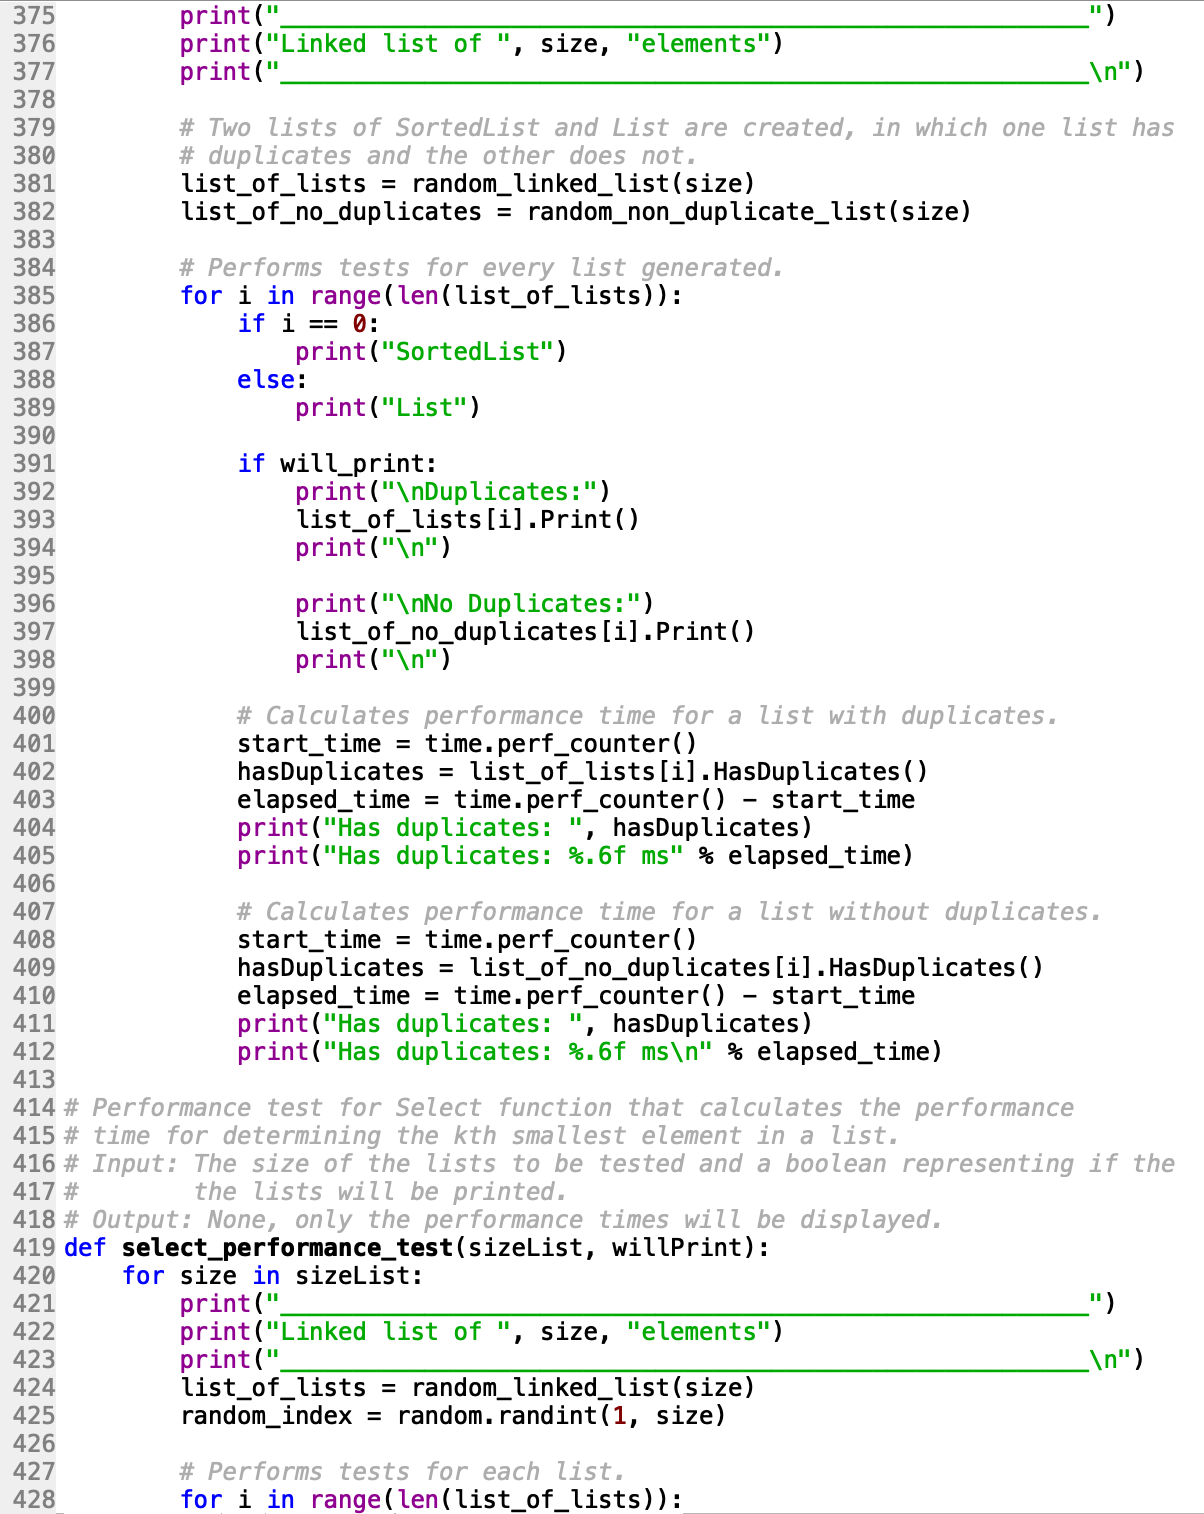 375         print("________________________________________________________")
376         print("Linked list of ", size, "elements")
377         print("________________________________________________________\n")
378
379         # Two lists of SortedList and List are created, in which one list has
380         # duplicates and the other does not.
381         list_of_lists = random_linked_list(size)
382         list_of_no_duplicates = random_non_duplicate_list(size)
383
384         # Performs tests for every list generated.
385         for i in range(len(list_of_lists)):
386             if i == 0:
387                 print("SortedList")
388             else:
389                 print("List")
390
391             if will_print:
392                 print("\nDuplicates:")
393                 list_of_lists[i].Print()
394                 print("\n")
395
396                 print("\nNo Duplicates:")
397                 list_of_no_duplicates[i].Print()
398                 print("\n")
399
400             # Calculates performance time for a list with duplicates.
401             start_time = time.perf_counter()
402             hasDuplicates = list_of_lists[i].HasDuplicates()
403             elapsed_time = time.perf_counter() - start_time
404             print("Has duplicates: ", hasDuplicates)
405             print("Has duplicates: %.6f ms" % elapsed_time)
406
407             # Calculates performance time for a list without duplicates.
408             start_time = time.perf_counter()
409             hasDuplicates = list_of_no_duplicates[i].HasDuplicates()
410             elapsed_time = time.perf_counter() - start_time
411             print("Has duplicates: ", hasDuplicates)
412             print("Has duplicates: %.6f ms\n" % elapsed_time)
413
414 # Performance test for Select function that calculates the performance
415 # time for determining the kth smallest element in a list.
416 # Input: The size of the lists to be tested and a boolean representing if the
417 #        the lists will be printed.
418 # Output: None, only the performance times will be displayed.
419 def select_performance_test(sizeList, willPrint):
420     for size in sizeList:
421         print("________________________________________________________")
422         print("Linked list of ", size, "elements")
423         print("________________________________________________________\n")
424         list_of_lists = random_linked_list(size)
425         random_index = random.randint(1, size)
426
427         # Performs tests for each list.
428         for i in range(len(list_of_lists)):